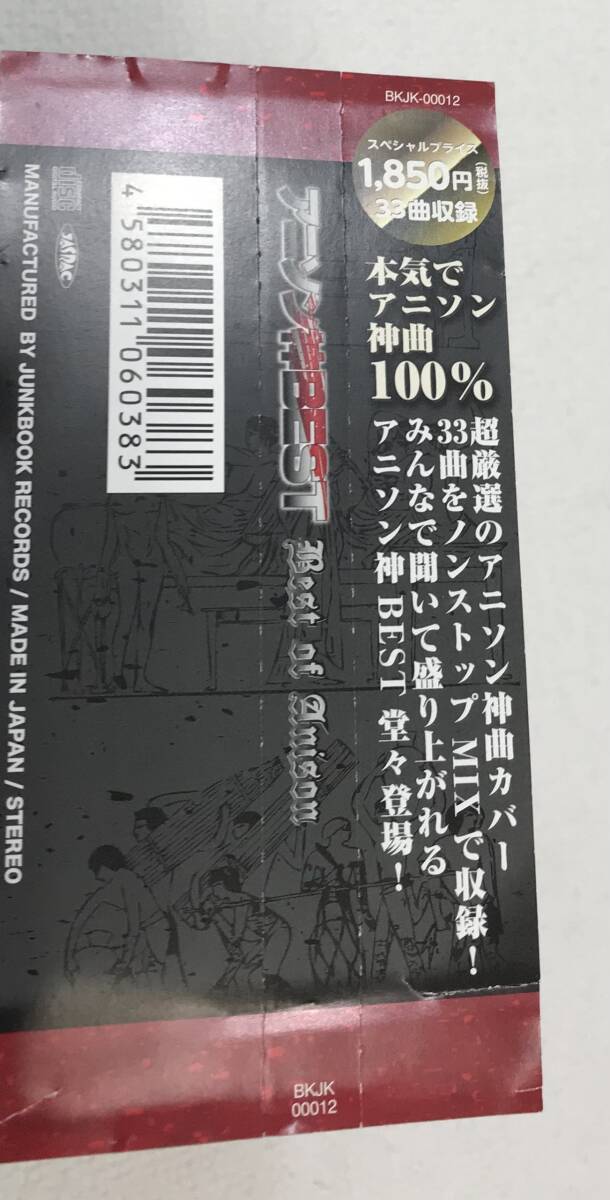 BKJK-00012
スペシャルプライス
1,850円(税抜)
33曲収録
本気で
アニソン
神曲
100%
超厳選のアニソン神曲カバー
33曲をノンストップMIXで収録！
みんなで聞いて盛り上がれる
アニソン神BEST堂々登場！
アニソン神BEST Best of Anison
BKJK
00012
4 580311 060383
disc
JASRAC
MANUFACTURED BY JUNKBOOK RECORDS / MADE IN JAPAN / STEREO